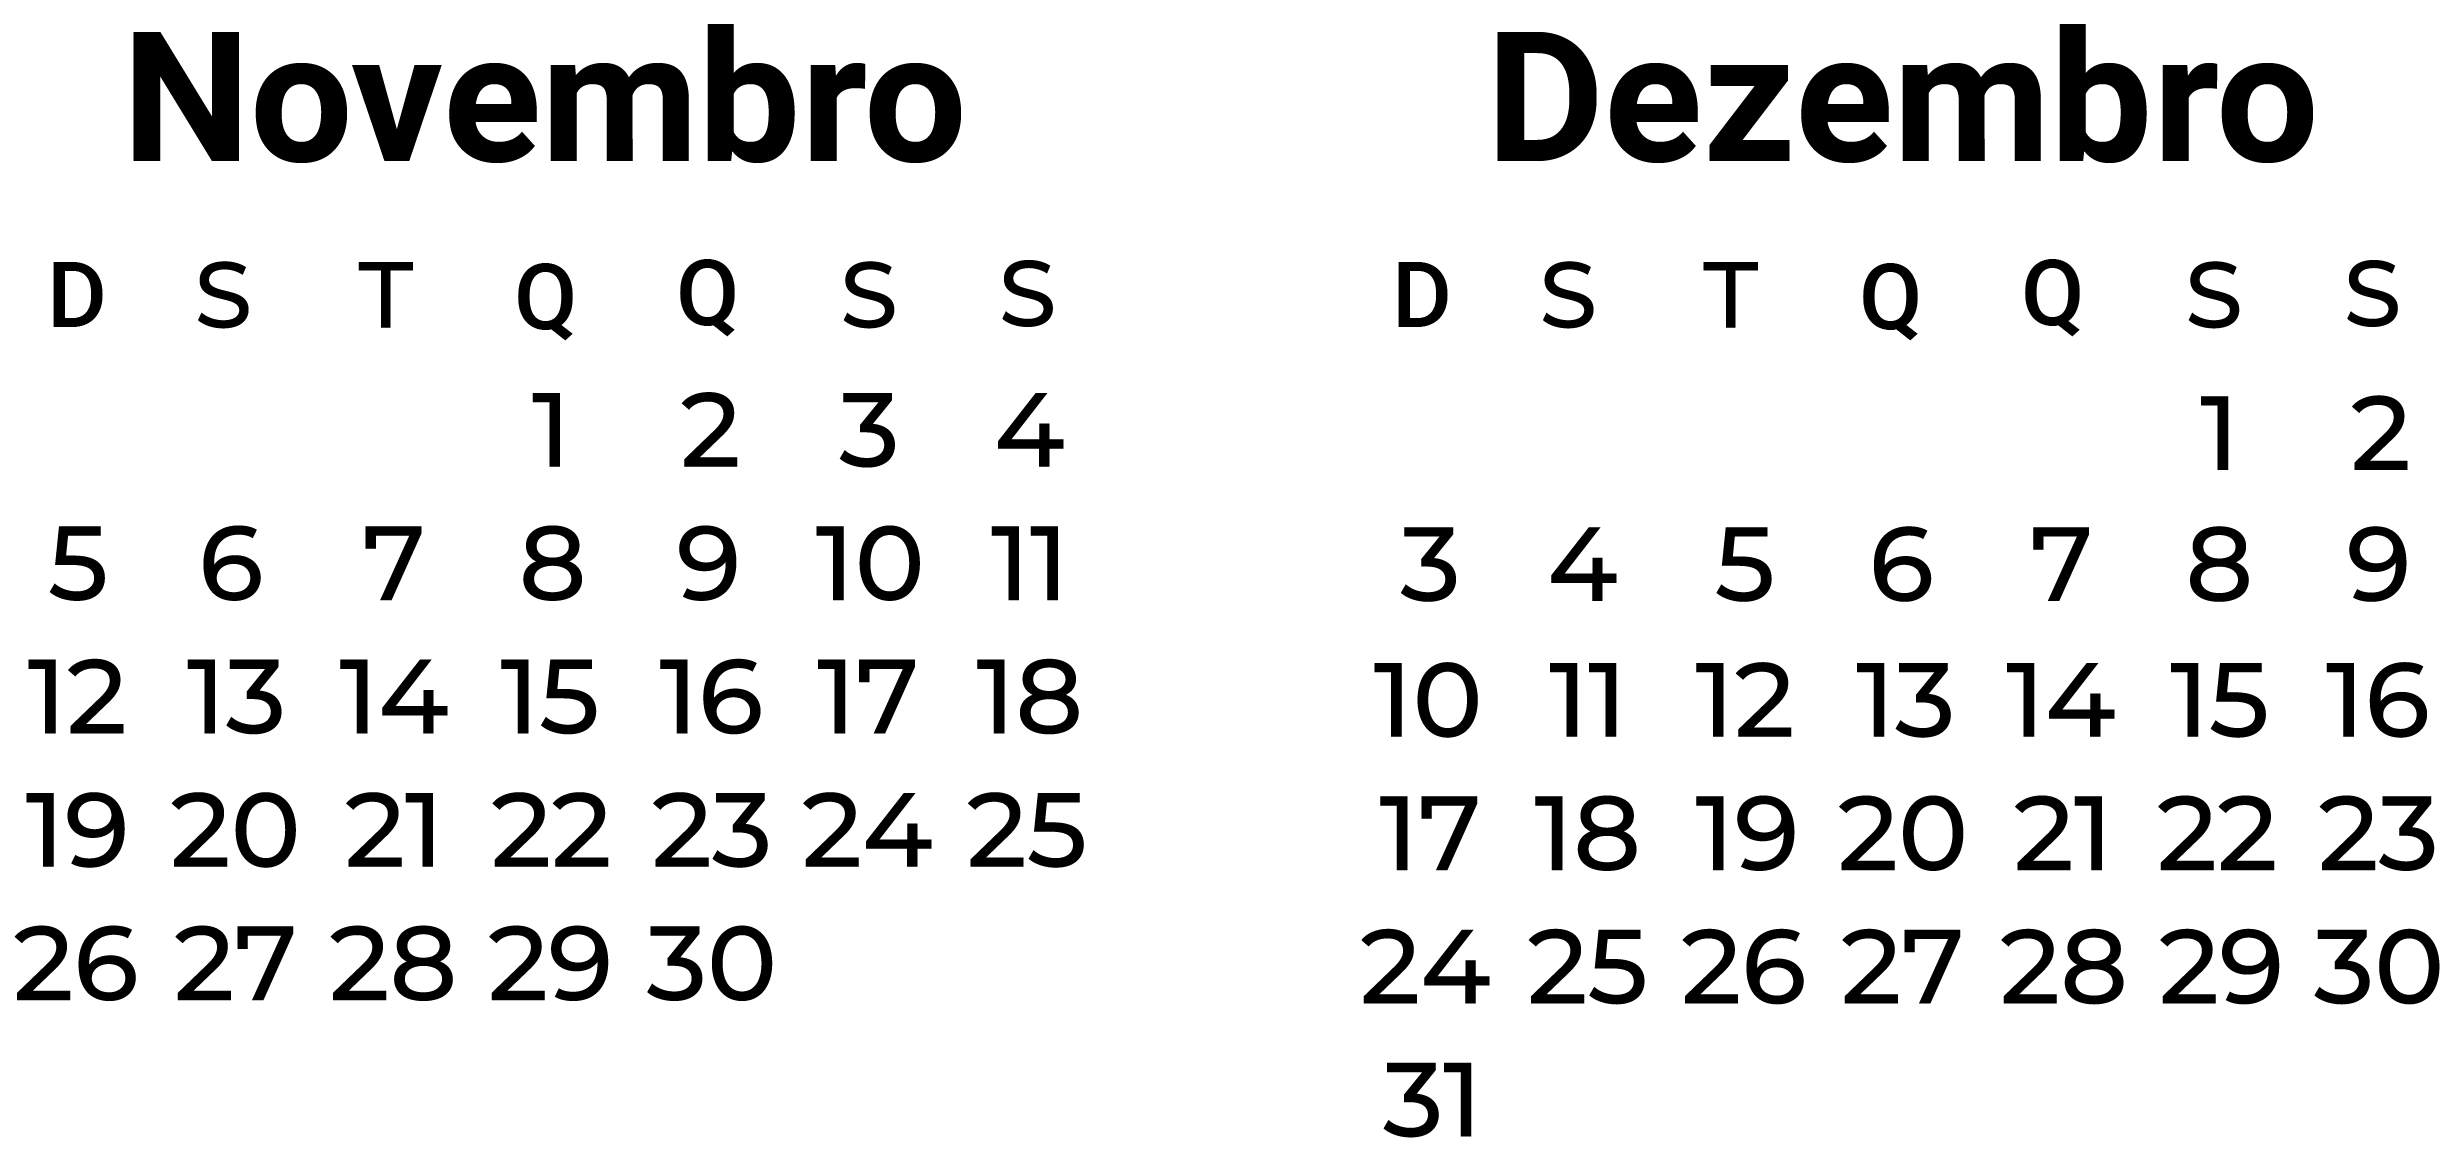 Novembro
D S T Q Q S S
1 2 3 4
5 6 7 8 9 10 11
12 13 14 15 16 17 18
19 20 21 22 23 24 25
26 27 28 29 30
Dezembro
D S T Q Q S S
1 2
3 4 5 6 7 8 9
10 11 12 13 14 15 16
17 18 19 20 21 22 23
24 25 26 27 28 29 30
31